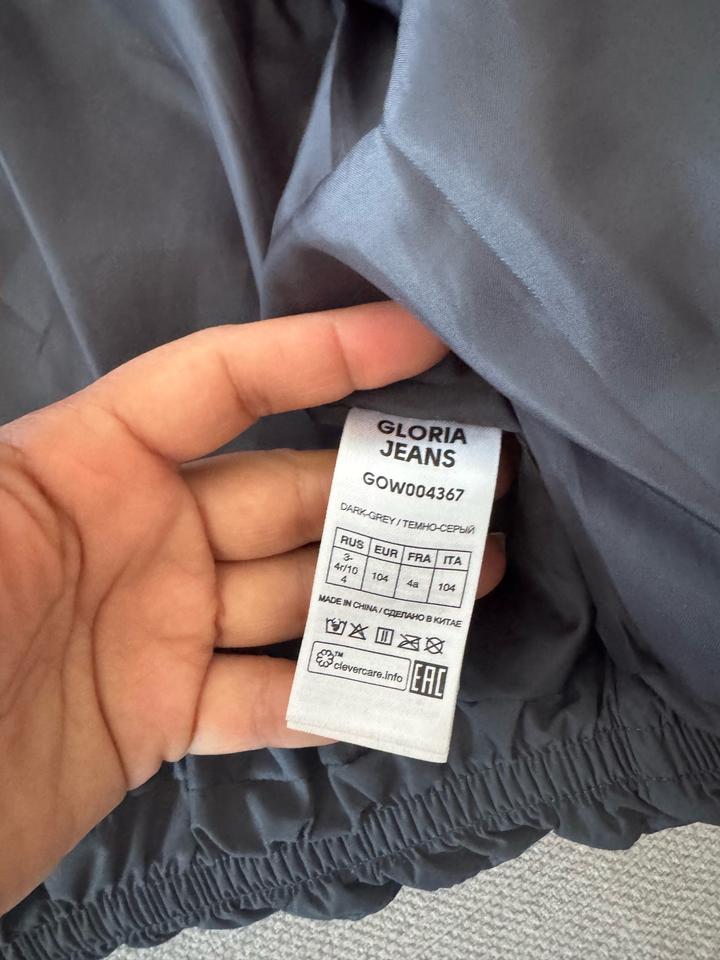 GLORIA
JEANS
GOW004367
DARK-GREY / ТЕМНО-СЕРЫЙ
RUS EUR FRA ITA
3-
4г/10
4
104 4a 104
MADE IN CHINA / СДЕЛАНО В КИТАЕ
™
clevercare.info
EAC